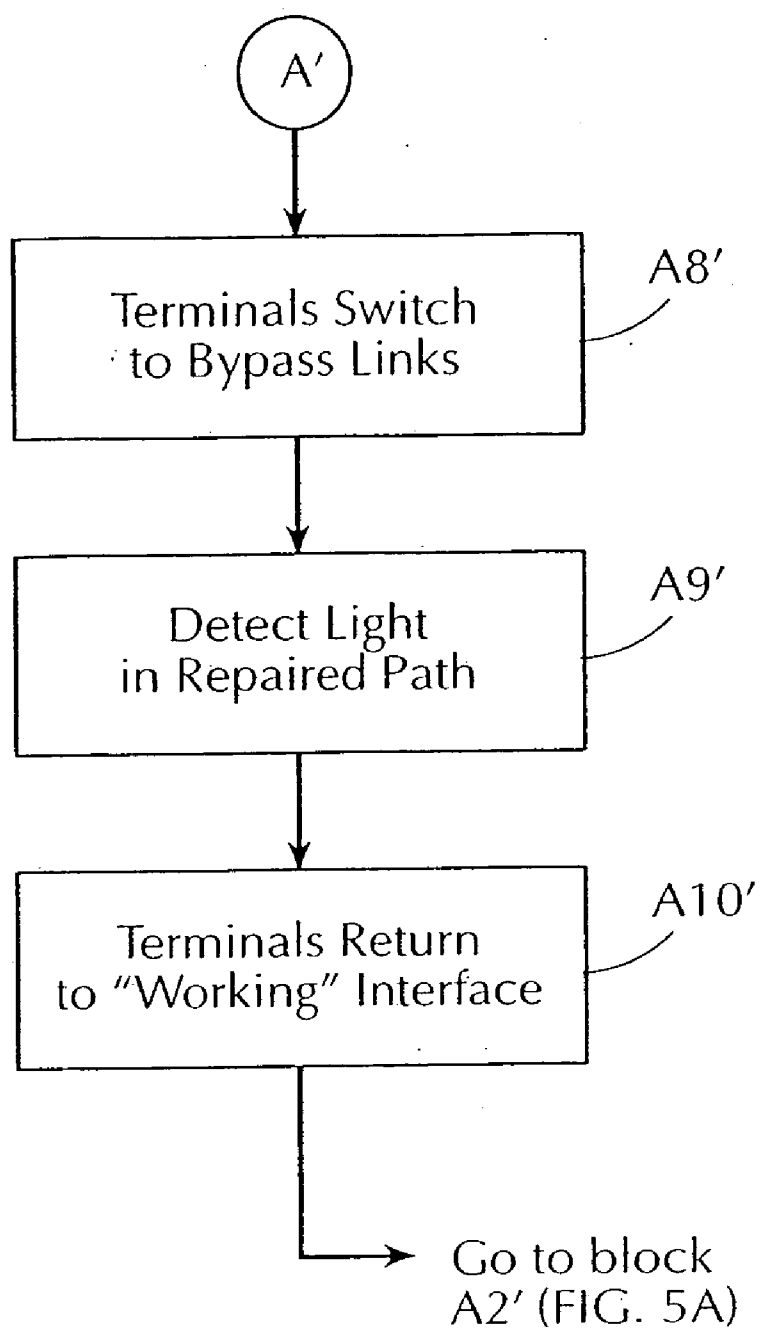 A'
Terminals Switch
to Bypass Links
A8'
Detect Light
in Repaired Path
A9'
Terminals Return
to “Working” Interface
A10'
Go to block
A2' (FIG. 5A)